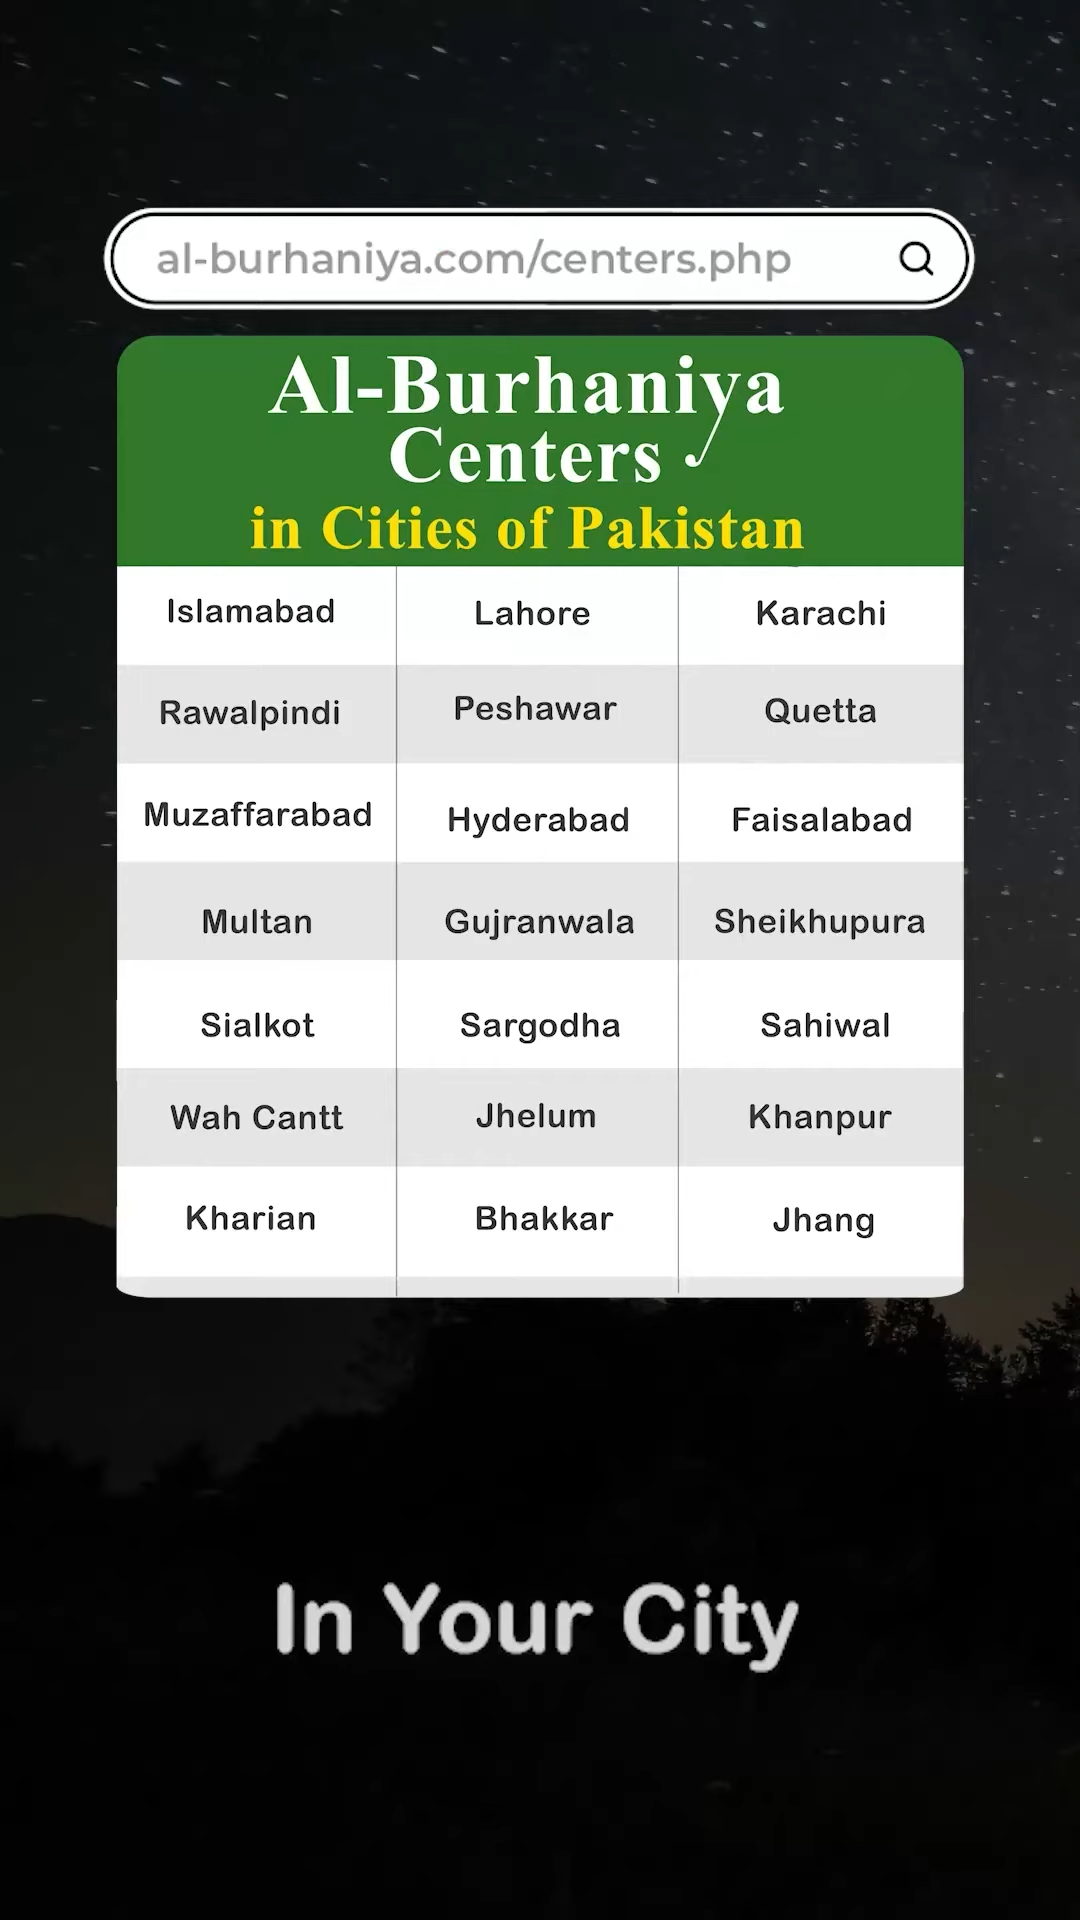 al-burhaniya.com/centers.php
Al-Burhaniya
Centers
in Cities of Pakistan
Islamabad Lahore Karachi
Rawalpindi Peshawar Quetta
Muzaffarabad Hyderabad Faisalabad
Multan Gujranwala Sheikhupura
Sialkot Sargodha Sahiwal
Wah Cantt Jhelum Khanpur
Kharian Bhakkar Jhang
In Your City